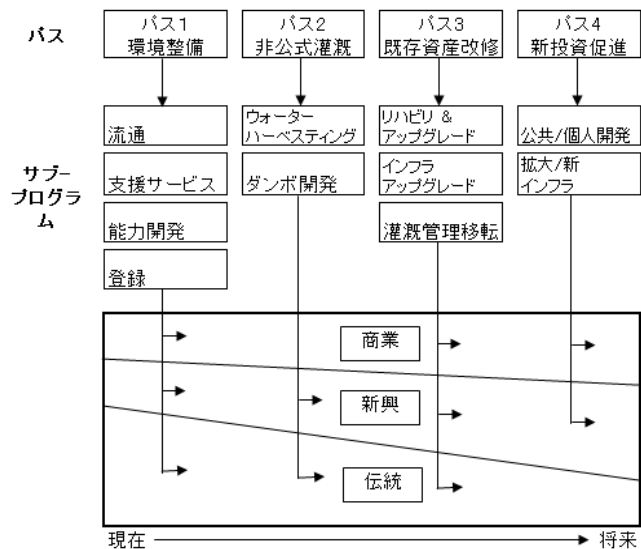 パス
パス1
環境整備
パス2
非公式灌漑
パス3
既存資産改修
パス4
新投資促進
サブ–
プログラ
ム
流通
支援サービス
能力開発
登録
ウォーター
ハーベスティング
ダンボ開発
リハビリ &
アップグレード
インフラ
アップグレード
灌漑管理移転
公共/個人開発
拡大/新
インフラ
商業
新興
伝統
現在
将来